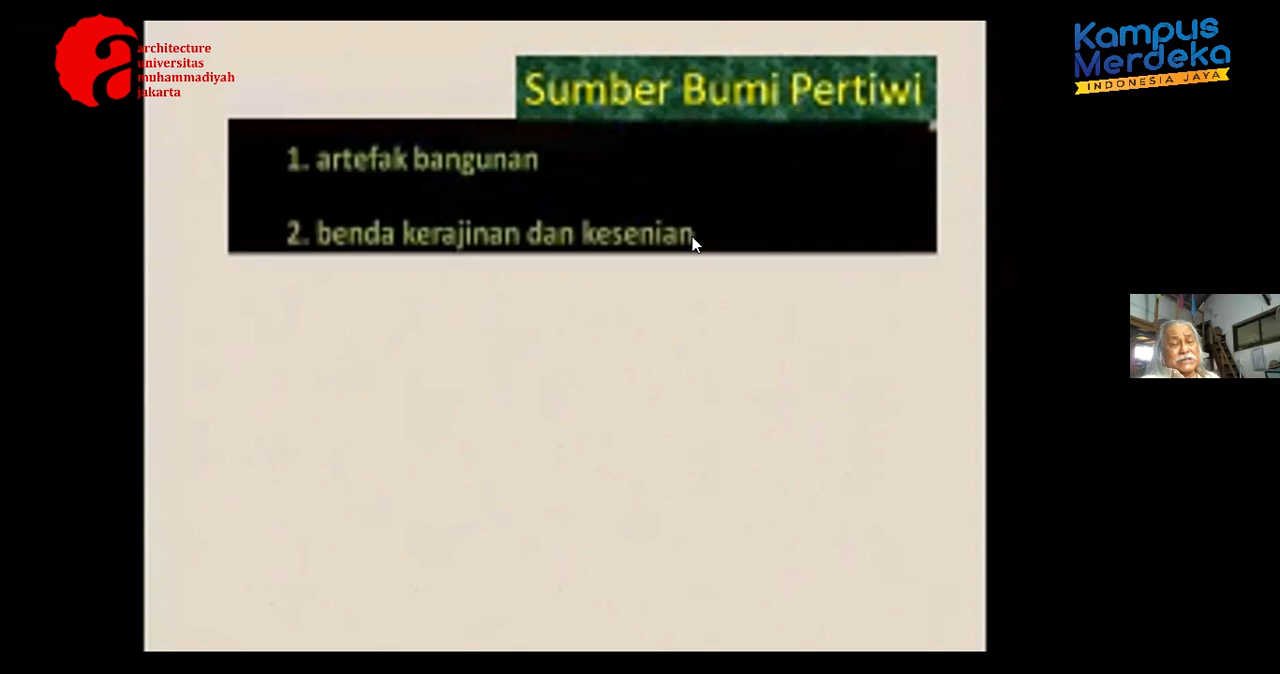 architecture
universitas
muhammadiyah
jakarta
Kampus
Merdeka
INDONESIA JAYA
Sumber Bumi Pertiwi
1. artefak bangunan
2. benda kerajinan dan kesenian